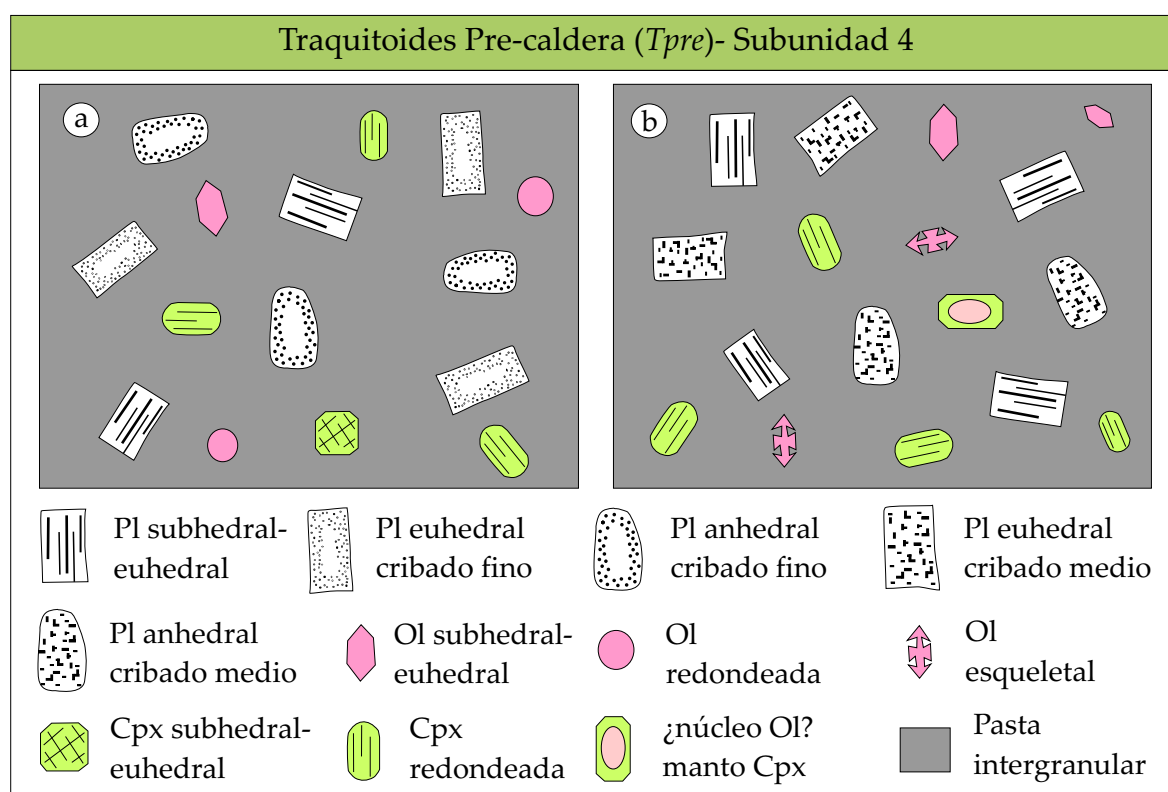 Traquitoides Pre-caldera (Tpre)- Subunidad 4
a
b
Pl subhedral-
euhedral
Pl euhedral
cribado fino
Pl anhedral
cribado fino
Pl euhedral
cribado medio
Pl anhedral
cribado medio
Ol subhedral-
euhedral
Ol
redondeada
Ol
esqueletal
Cpx subhedral-
euhedral
Cpx
redondeada
¿núcleo Ol?
manto Cpx
Pasta
intergranular